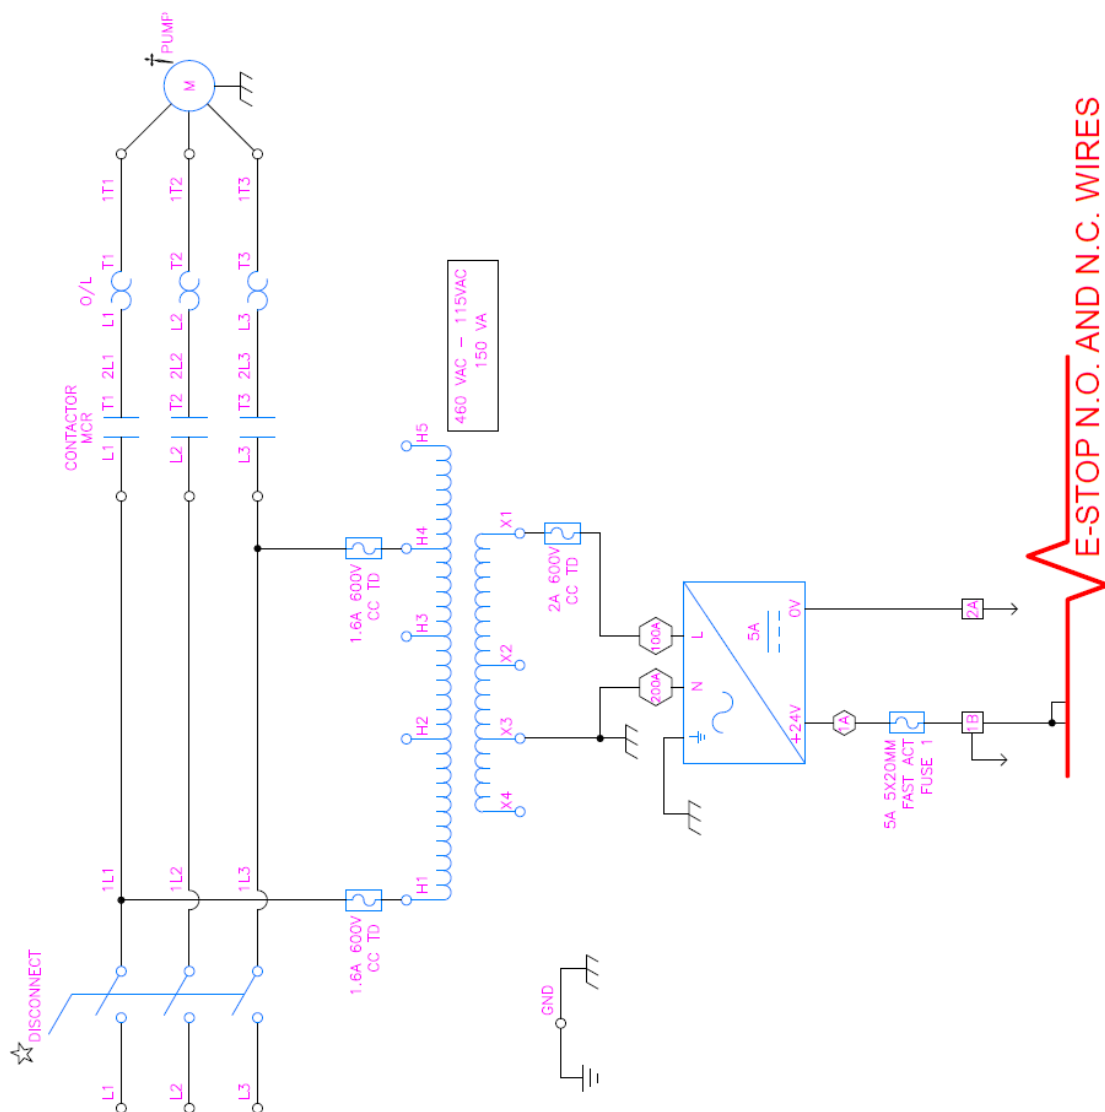 PUMP
M
1T1
1T2
1T3
O/L
L1 T1
L2 T2
L3 T3
CONTACTOR
MCR
L1 T1 2L1
L2 T2 2L2
L3 T3 2L3
460 VAC - 115VAC
150 VA
1L1
1L2
1L3
DISCONNECT
L1
L2
L3
1.6A 600V
CC TD
1.6A 600V
CC TD
H1
H2
H3
H4
H5
X4
X3
X2
X1
2A 600V
CC TD
100A
200A
L
N
5A
0V
+24V
1A
5A 5X20MM
FAST ACT
FUSE 1
1B
2A
GND
E-STOP N.O. AND N.C. WIRES